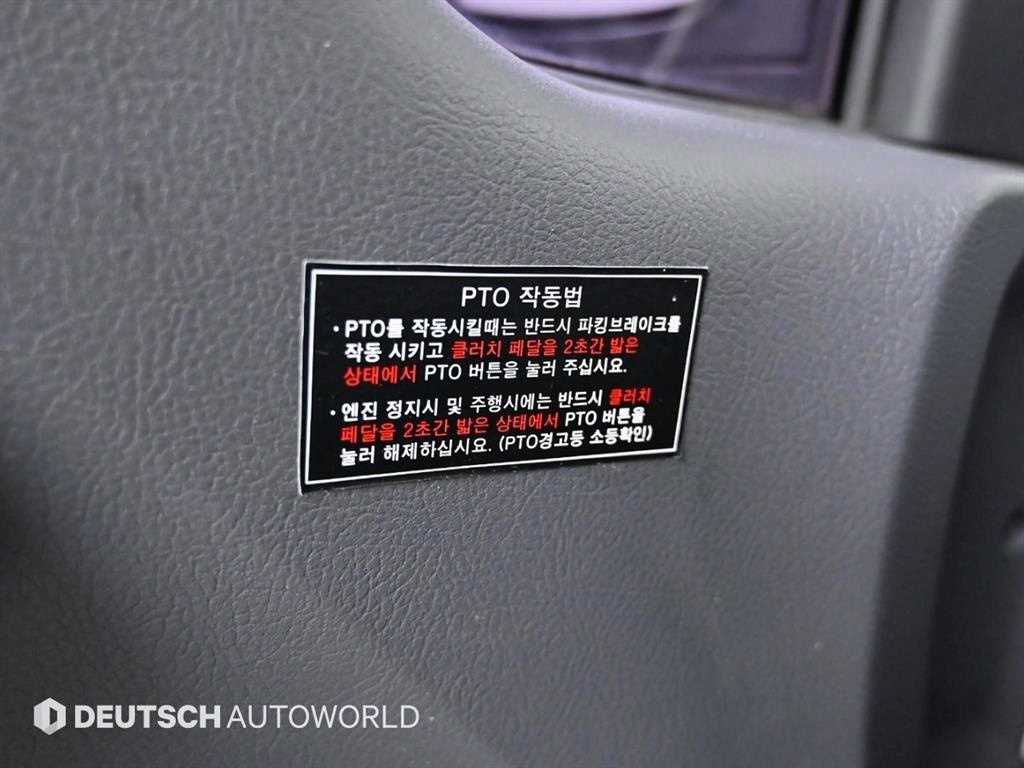 PTO 작동법
· PTO를 작동시킬때는 반드시 파킹브레이크를
작동 시키고 클러치 페달을 2초간 밟은
상태에서 PTO 버튼을 눌러 주십시요.
· 엔진 정지시 및 주행시에는 반드시 클러치
페달을 2초간 밟은 상태에서 PTO 버튼을
눌러 해제하십시요. (PTO경고등 소등확인)
DEUTSCH AUTOWORLD